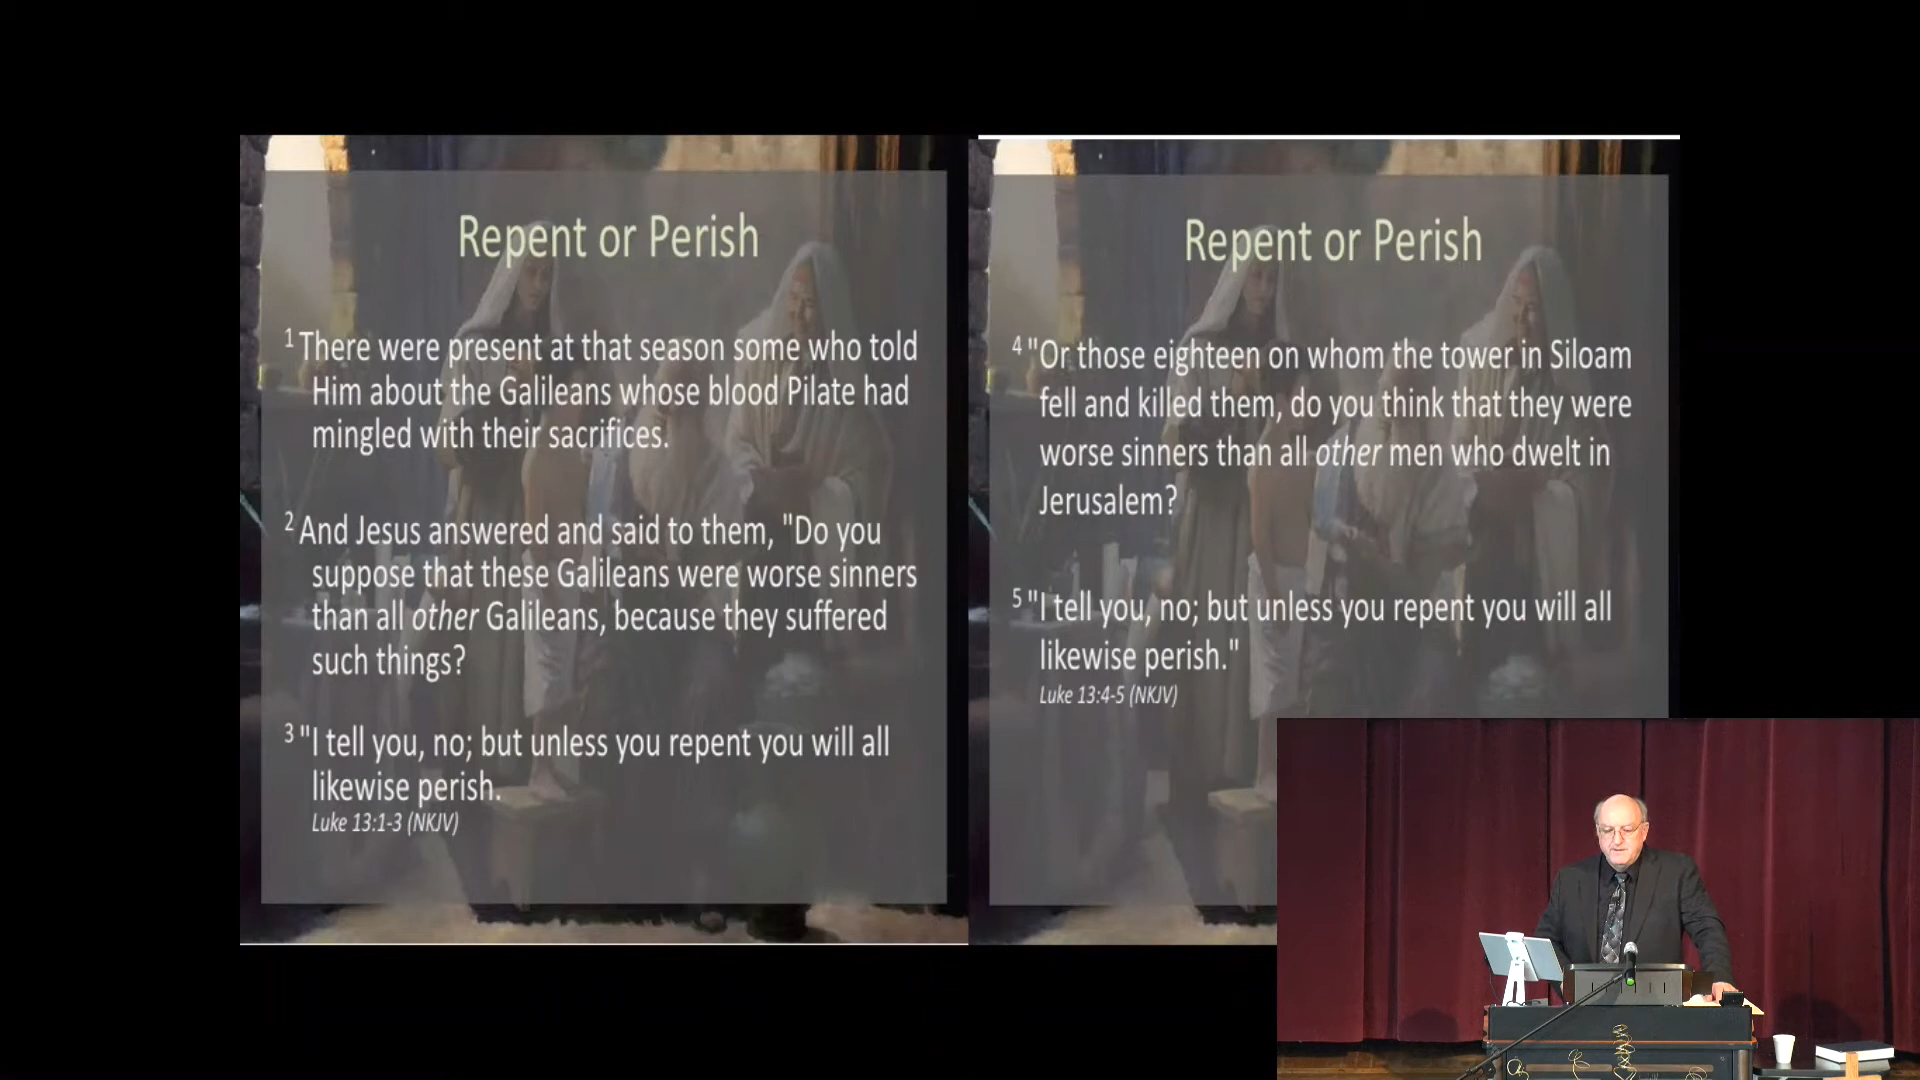 Repent or Perish
1 There were present at that season some who told
Him about the Galileans whose blood Pilate had
mingled with their sacrifices.
2 And Jesus answered and said to them, "Do you
suppose that these Galileans were worse sinners
than all other Galileans, because they suffered
such things?
3 "I tell you, no; but unless you repent you will all
likewise perish.
Luke 13:1-3 (NKJV)
Repent or Perish
4 "Or those eighteen on whom the tower in Siloam
fell and killed them, do you think that they were
worse sinners than all other men who dwelt in
Jerusalem?
5 "I tell you, no; but unless you repent you will all
likewise perish."
Luke 13:4-5 (NKJV)